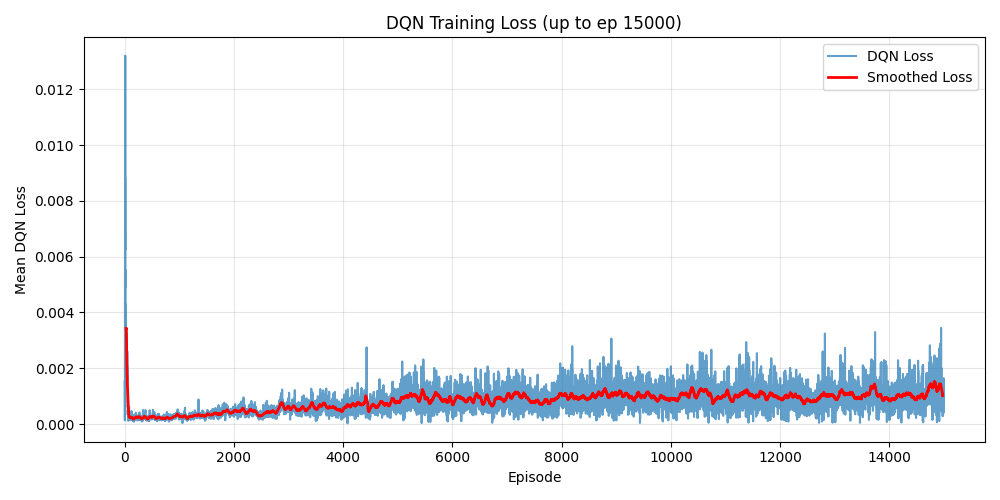 DQN Training Loss (up to ep 15000)
DQN Loss
Smoothed Loss
Mean DQN Loss
0.012
0.010
0.008
0.006
0.004
0.002
0.000
0 2000 4000 6000 8000 10000 12000 14000
Episode